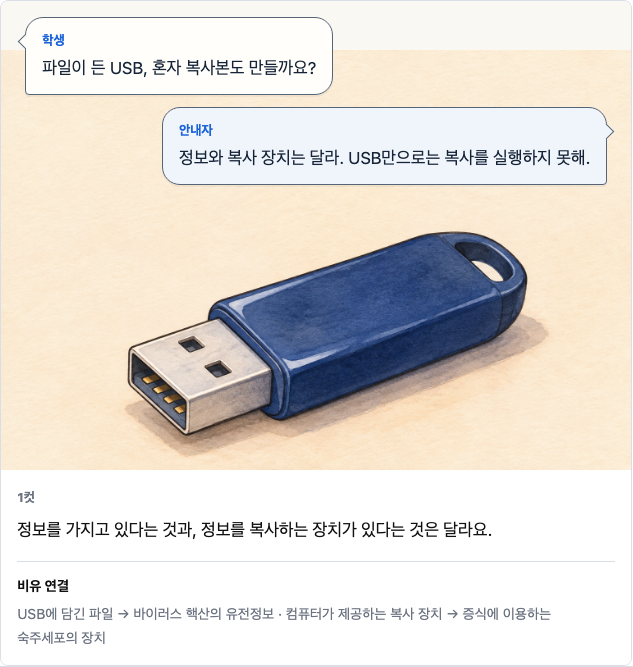 학생
파일이 든 USB, 혼자 복사본도 만들까요?
안내자
정보와 복사 장치는 달라. USB만으로는 복사를 실행하지 못해.
1컷
정보를 가지고 있다는 것과, 정보를 복사하는 장치가 있다는 것은 달라요.
비유 연결
USB에 담긴 파일 → 바이러스 핵산의 유전정보 · 컴퓨터가 제공하는 복사 장치 → 증식에 이용하는
숙주세포의 장치